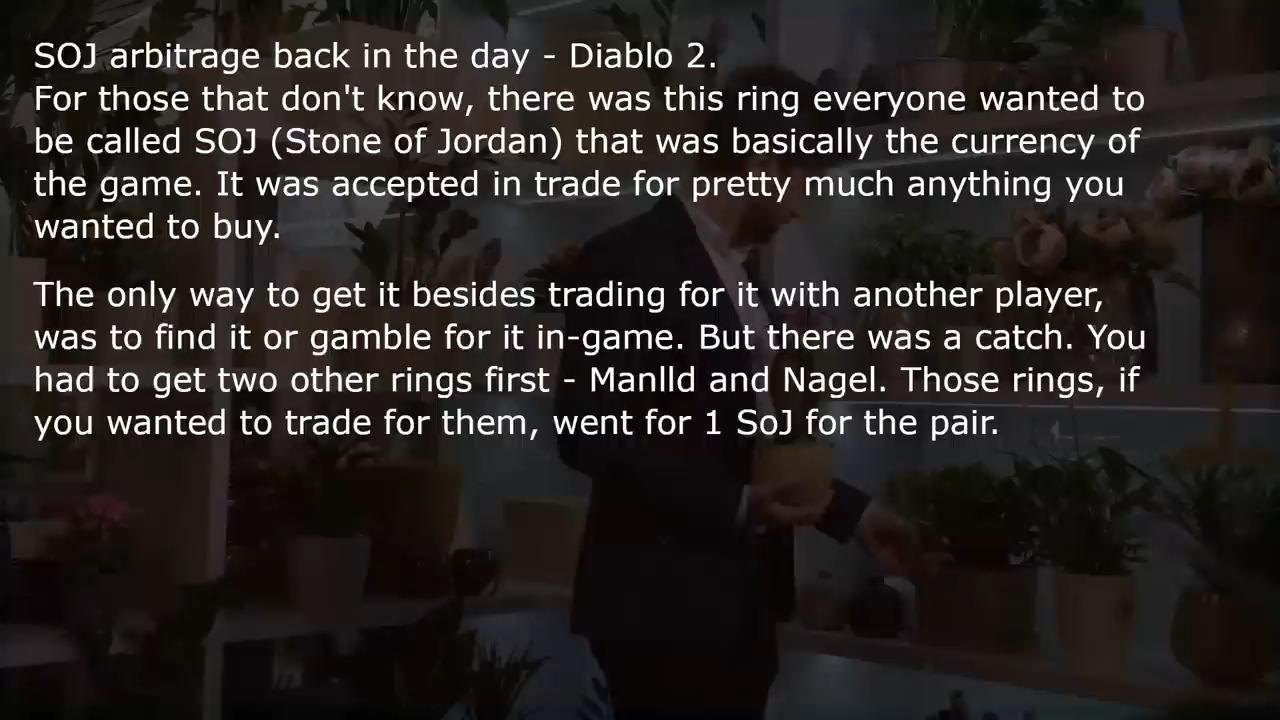 SOJ arbitrage back in the day - Diablo 2.
For those that don't know, there was this ring everyone wanted to
be called SOJ (Stone of Jordan) that was basically the currency of
the game. It was accepted in trade for pretty much anything you
wanted to buy.
The only way to get it besides trading for it with another player,
was to find it or gamble for it in-game. But there was a catch. You
had to get two other rings first - Manlld and Nagel. Those rings, if
you wanted to trade for them, went for 1 SoJ for the pair.